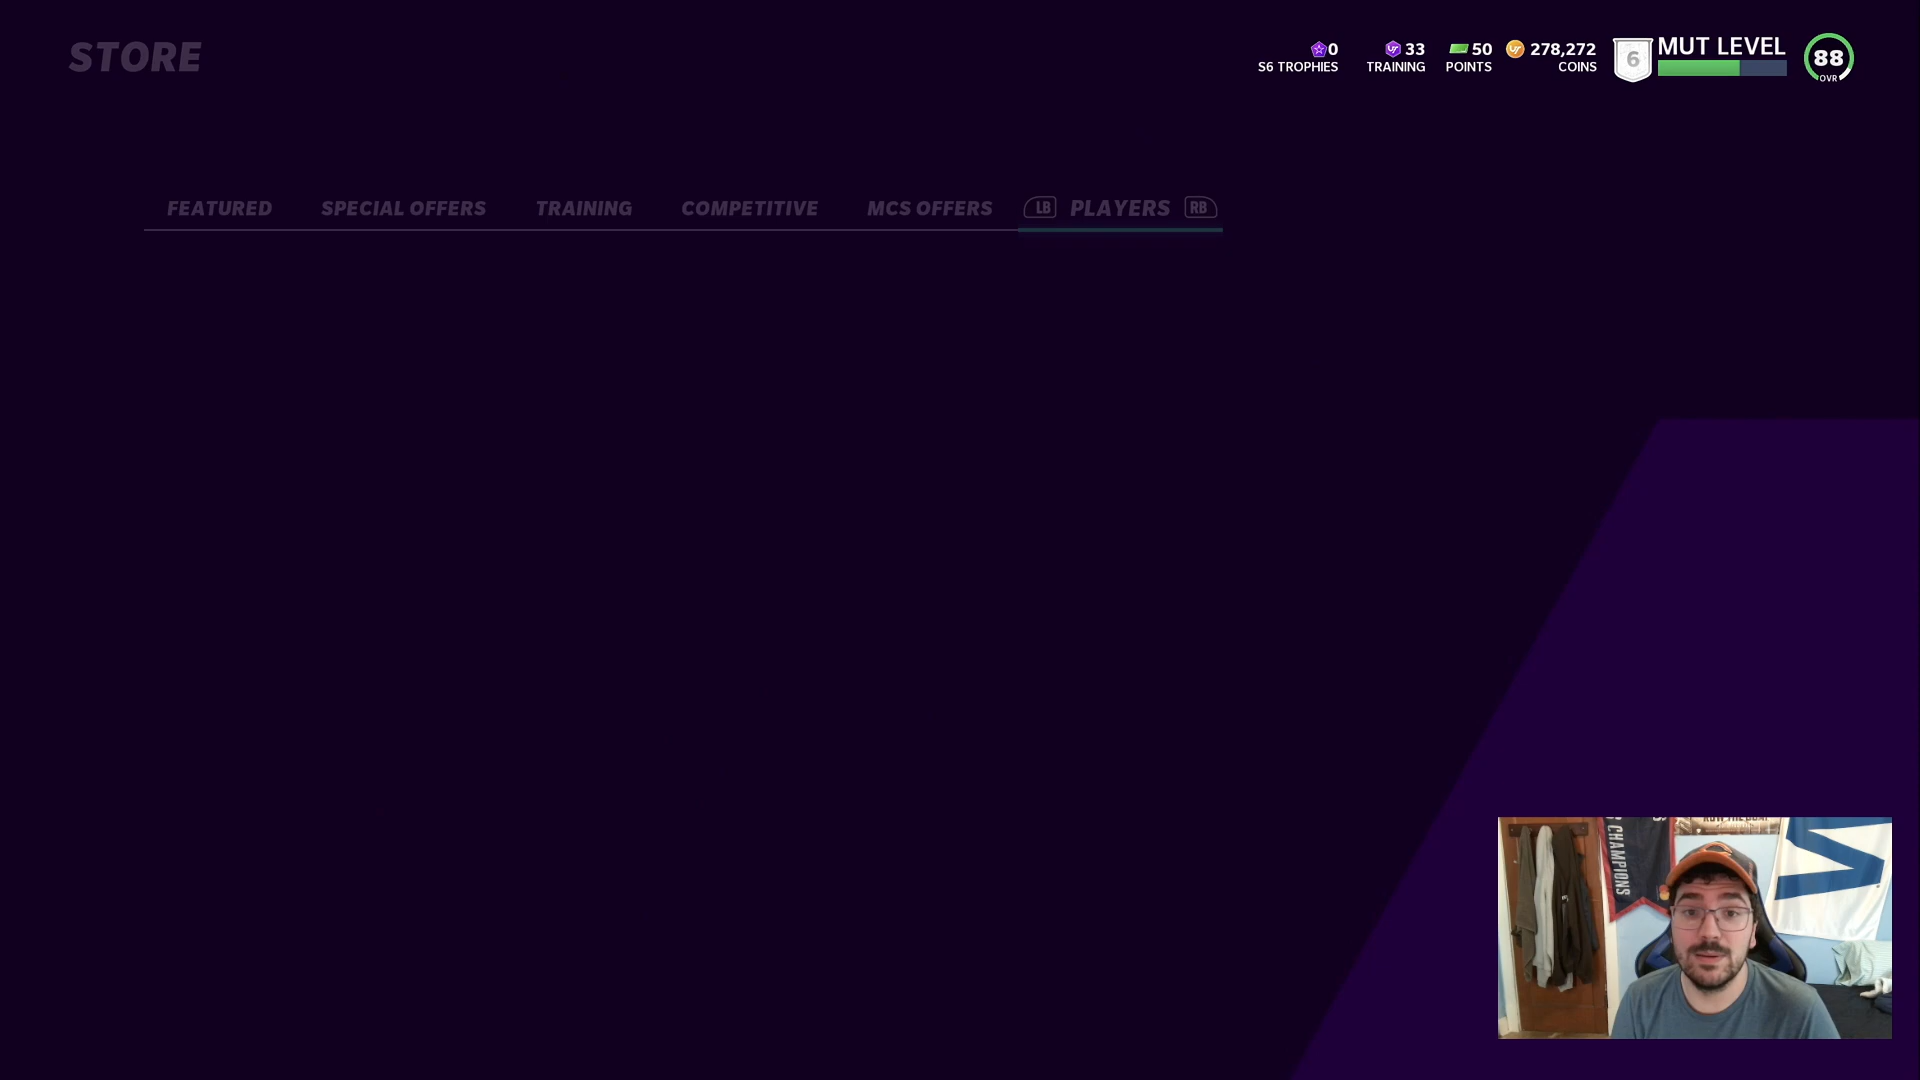 STORE
0
S6 TROPHIES
33
TRAINING
50
POINTS
278,272
COINS
6
MUT LEVEL
88
OVR
FEATURED
SPECIAL OFFERS
TRAINING
COMPETITIVE
MCS OFFERS
LB
PLAYERS
RB
CHAMPIONS
W